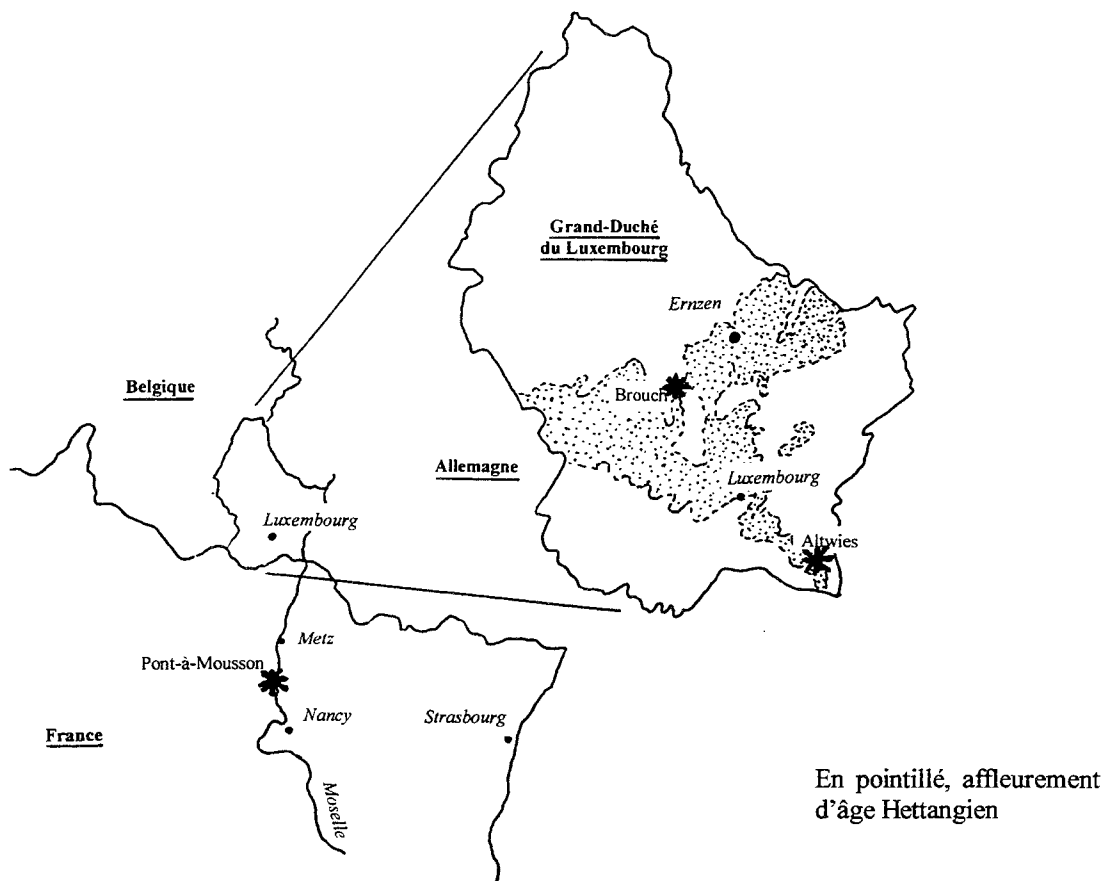 Grand-Duché
du Luxembourg
Ernzen
Belgique
Brouch
Allemagne
Luxembourg
Luxembourg
Altwies
Metz
Pont-à-Mousson
Nancy
Strasbourg
France
Moselle
En pointillé, affleurement
d'âge Hettangien